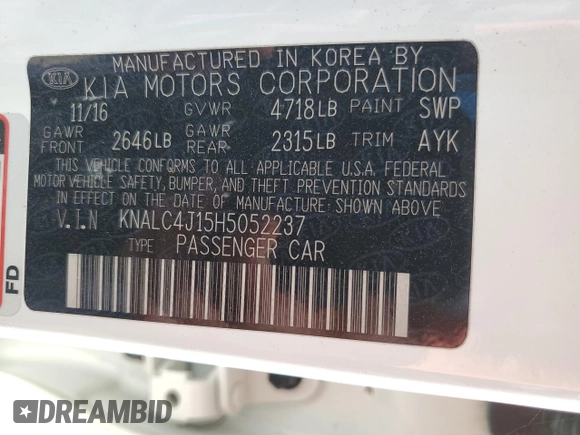 MANUFACTURED IN KOREA BY
KIA KIA MOTORS CORPORATION
11/16 GVWR 4718LB PAINT SWP
GAWR FRONT 2646LB GAWR REAR 2315LB TRIM AYK
THIS VEHICLE CONFORMS TO ALL APPLICABLE U.S.A. FEDERAL
MOTOR VEHICLE SAFETY, BUMPER, AND THEFT PREVENTION STANDARDS
IN EFFECT ON THE DATE OF MANUFACTURE SHOWN ABOVE.
V.I.N KNALC4J15H5052237
TYPE PASSENGER CAR
FD
DREAMBID